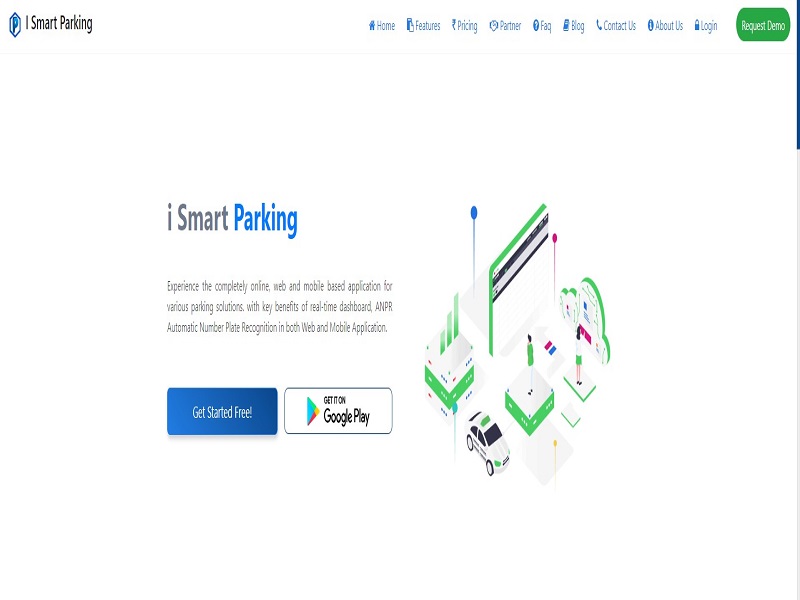 I Smart Parking
Home Features Pricing Partner Faq Blog Contact Us About Us Login Request Demo
i Smart Parking
Experience the completely online, web and mobile based application for
various parking solutions. with key benefits of real-time dashboard, ANPR
Automatic Number Plate Recognition in both Web and Mobile Application.
Get Started Free!
GET IT ON
Google Play